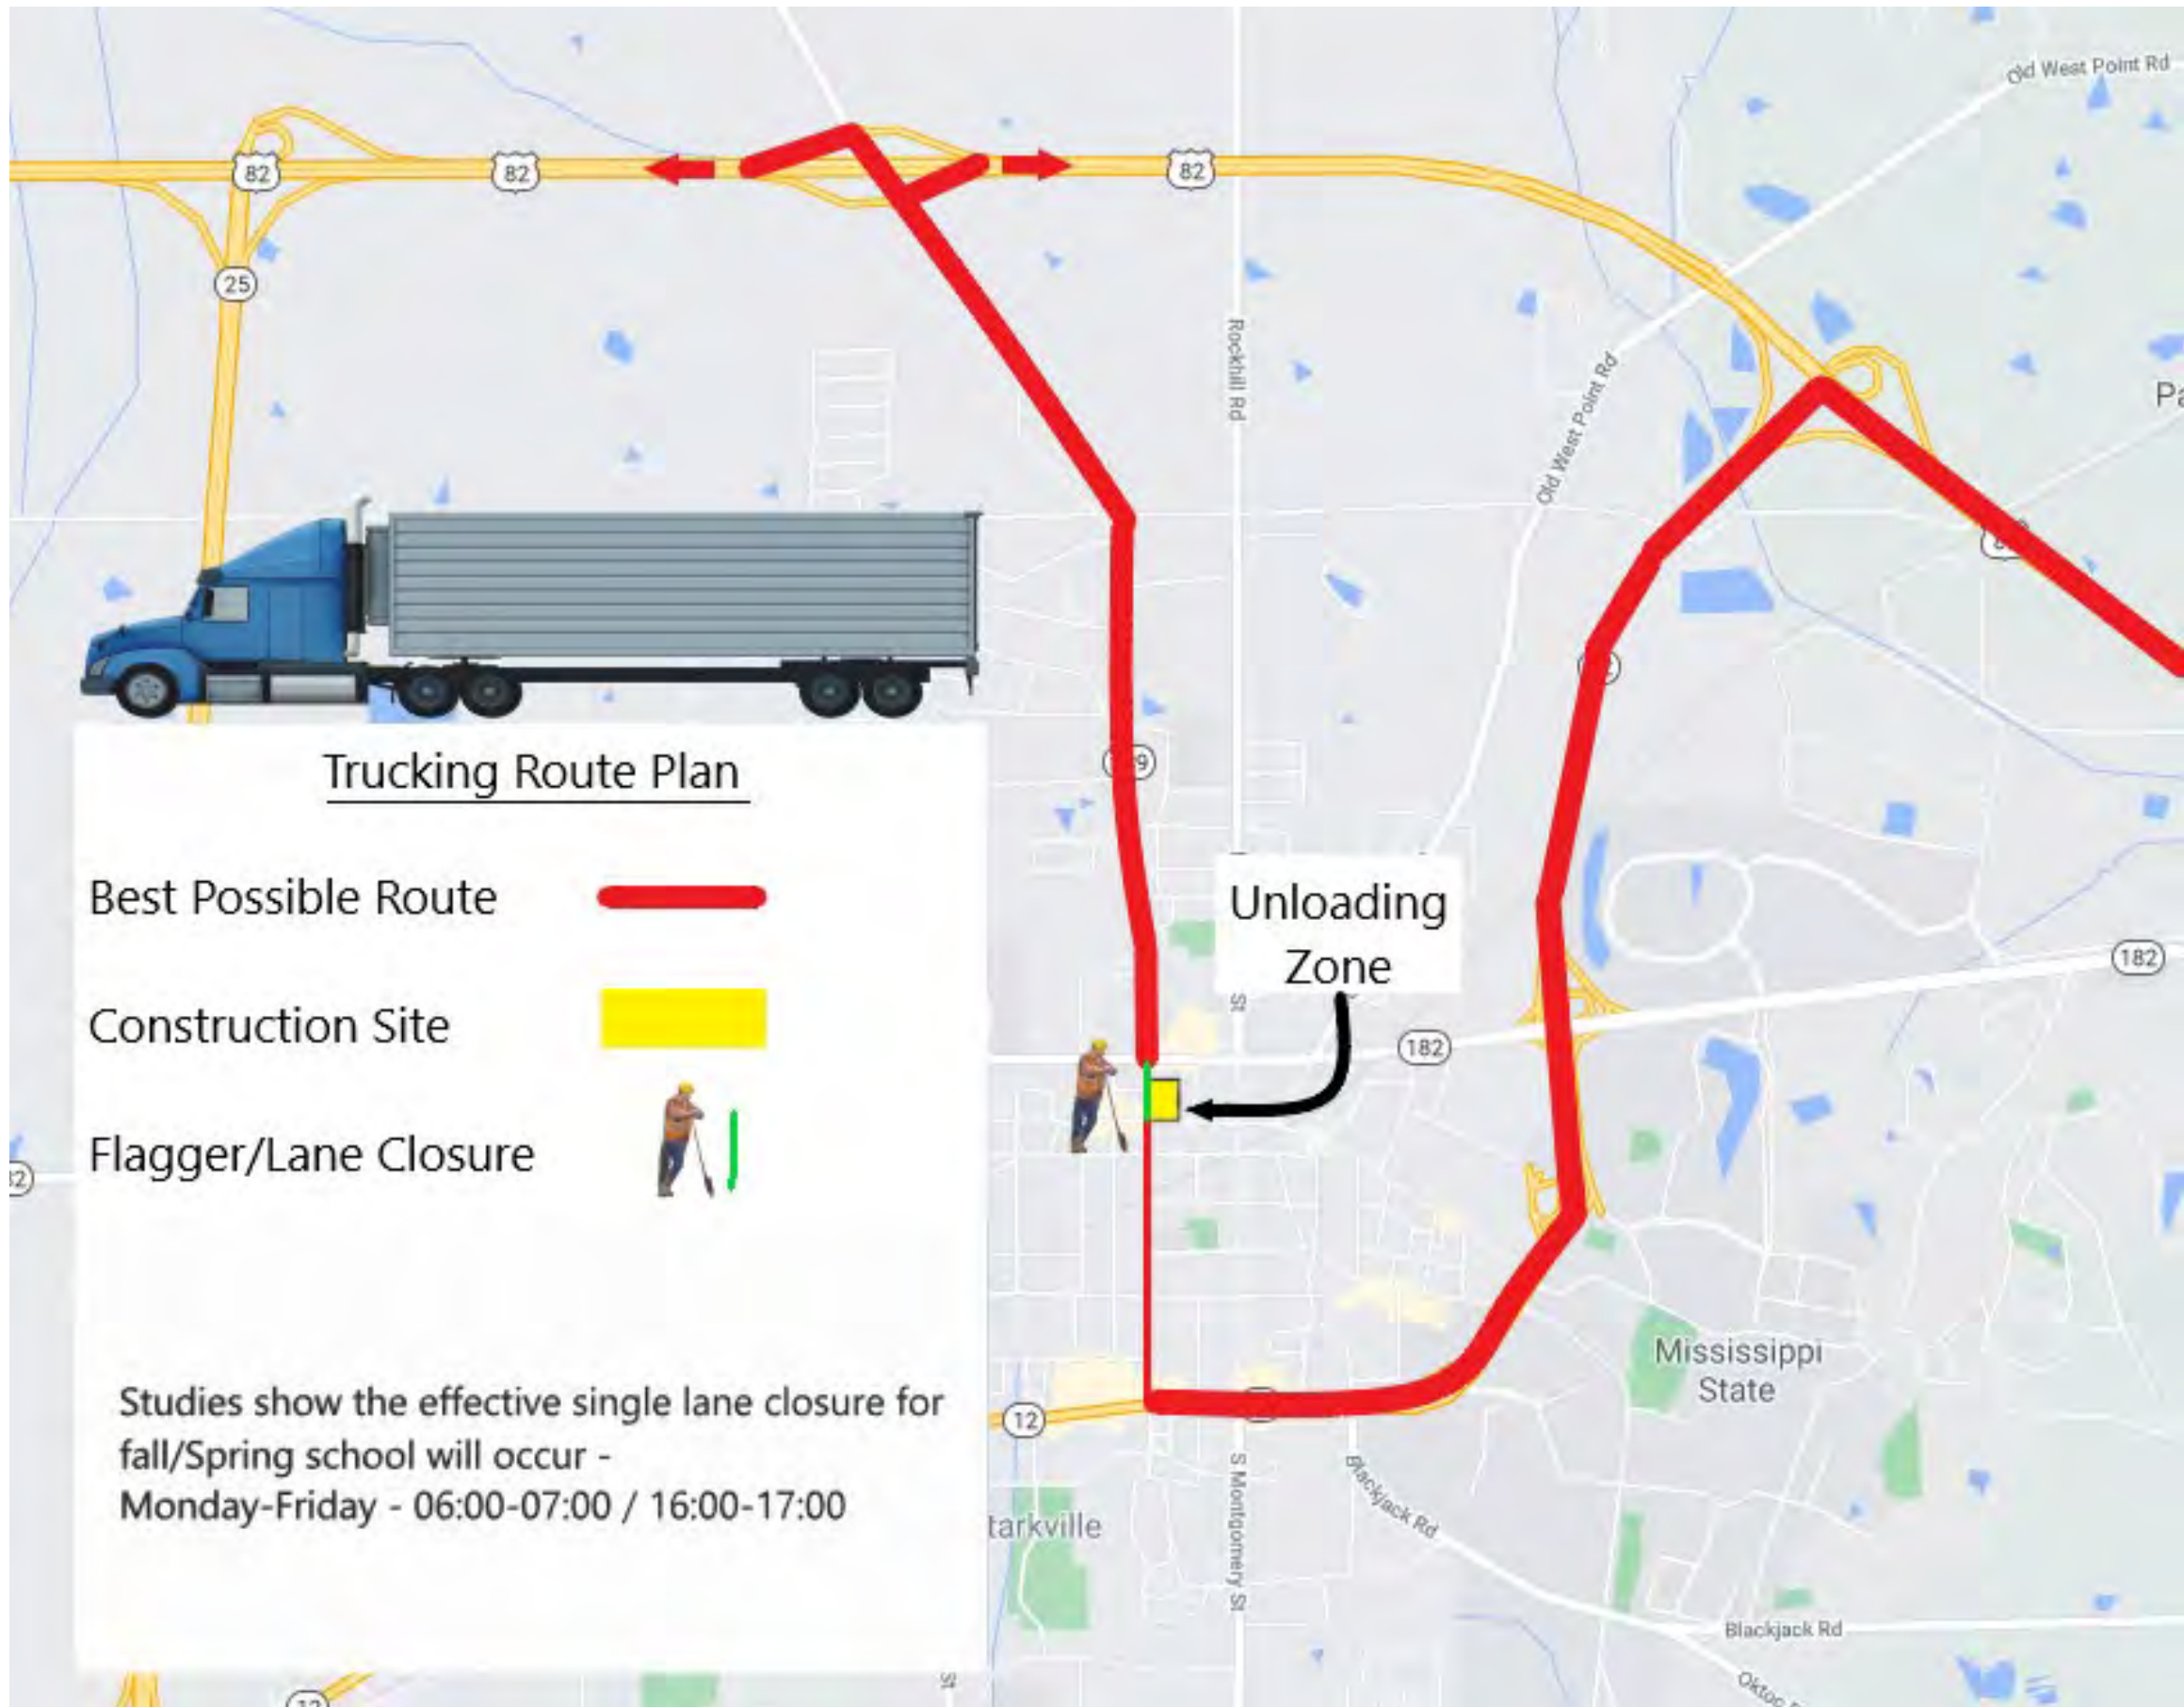 Old West Point Rd
82
82
82
25
Rockhill Rd
Old West Point Rd
Trucking Route Plan
Best Possible Route
Construction Site
Flagger/Lane Closure
Unloading
Zone
St
182
182
Mississippi
State
Studies show the effective single lane closure for
fall/Spring school will occur -
Monday-Friday - 06:00-07:00 / 16:00-17:00
12
S Montgomery St
Blackjack Rd
Blackjack Rd
St